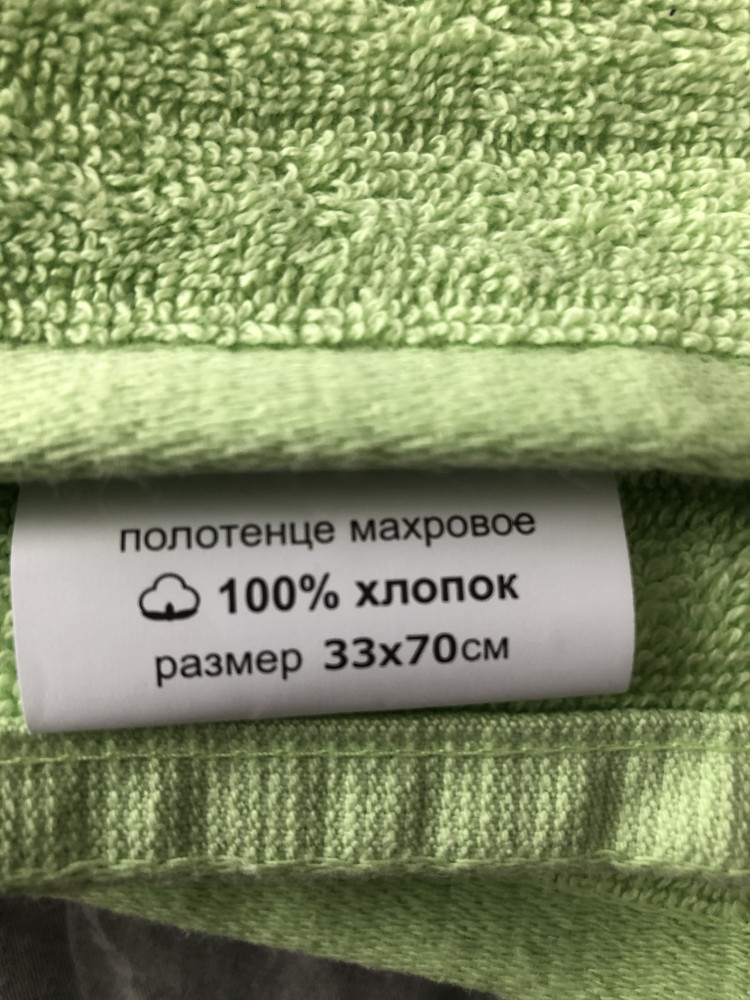 полотенце махровое
100% хлопок
размер 33х70см